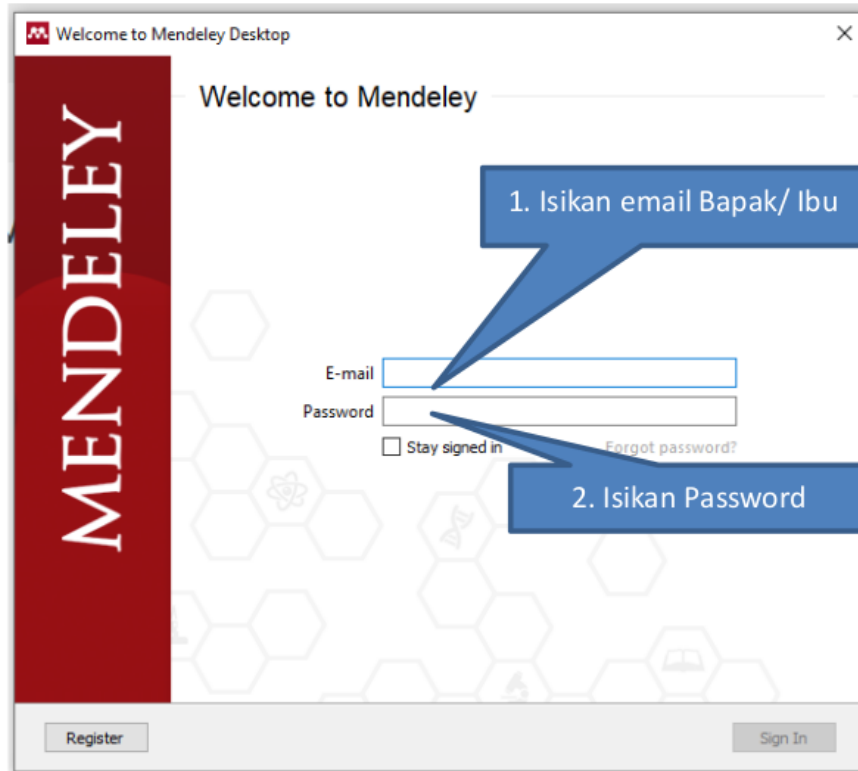 Welcome to Mendeley Desktop
MENDELEY
Welcome to Mendeley
1. Isikan email Bapak/ Ibu
E-mail
Password
Stay signed in
Forgot password?
2. Isikan Password
Register
Sign In